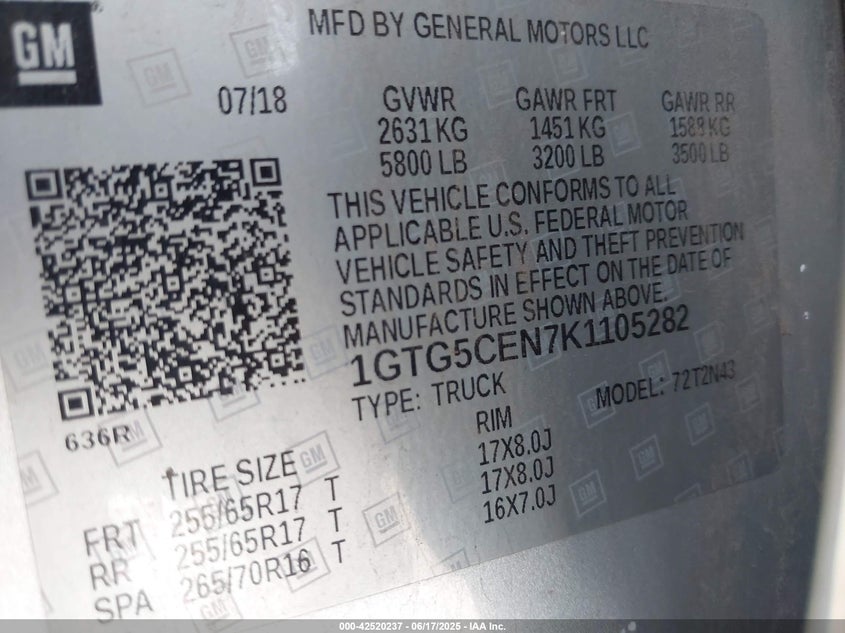 GM
MFD BY GENERAL MOTORS LLC
07/18 GVWR GAWR FRT GAWR RR
2631 KG 1451 KG 1589 KG
5800 LB 3200 LB 3500 LB
THIS VEHICLE CONFORMS TO ALL
APPLICABLE U.S. FEDERAL MOTOR
VEHICLE SAFETY AND THEFT PREVENTION
STANDARDS IN EFFECT ON THE DATE OF
MANUFACTURE SHOWN ABOVE.
1GTG5CEN7K1105282
TYPE: TRUCK MODEL: 72T2N43
636R
TIRE SIZE RIM
FRT 255/65R17 T 17X8.0J
RR 255/65R17 T 17X8.0J
SPA 265/70R16 T 16X7.0J
000-42520237 - 06/17/2025 - IAA Inc.